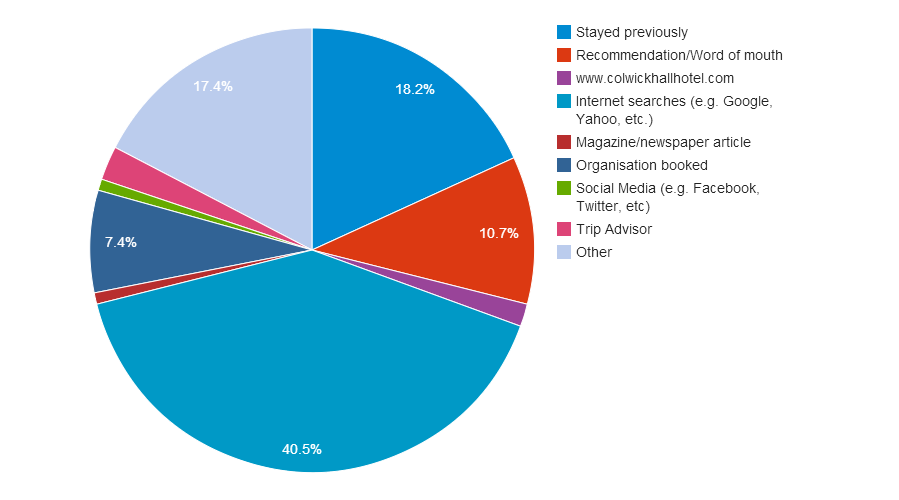 17.4%
18.2%
10.7%
7.4%
40.5%
Stayed previously
Recommendation/Word of mouth
www.colwickhallhotel.com
Internet searches (e.g. Google,
Yahoo, etc.)
Magazine/newspaper article
Organisation booked
Social Media (e.g. Facebook,
Twitter, etc)
Trip Advisor
Other